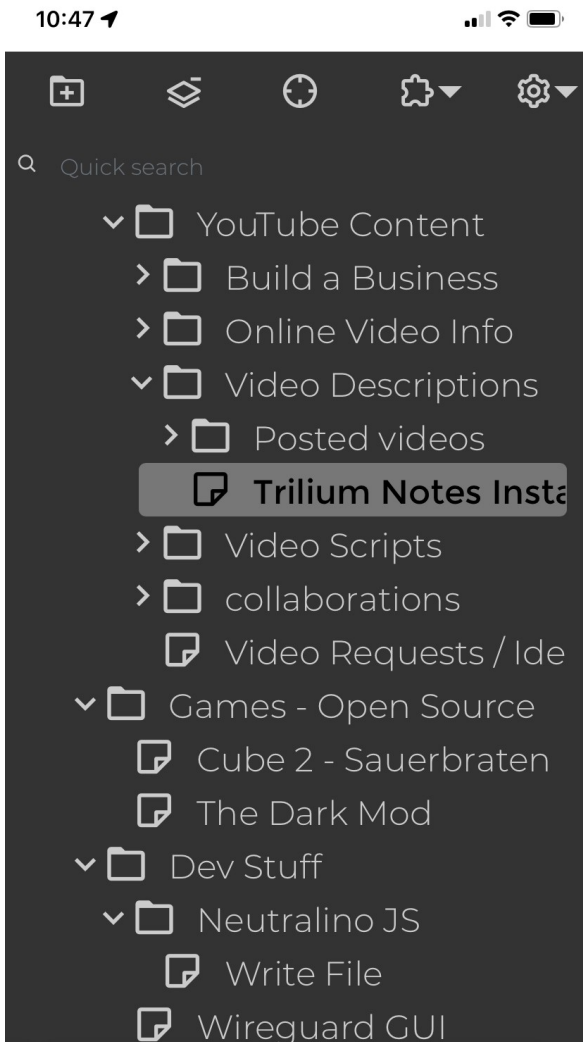 10:47
Quick search
YouTube Content
Build a Business
Online Video Info
Video Descriptions
Posted videos
Trilium Notes Insta
Video Scripts
collaborations
Video Requests / Ide
Games - Open Source
Cube 2 - Sauerbraten
The Dark Mod
Dev Stuff
Neutralino JS
Write File
Wireguard GUI